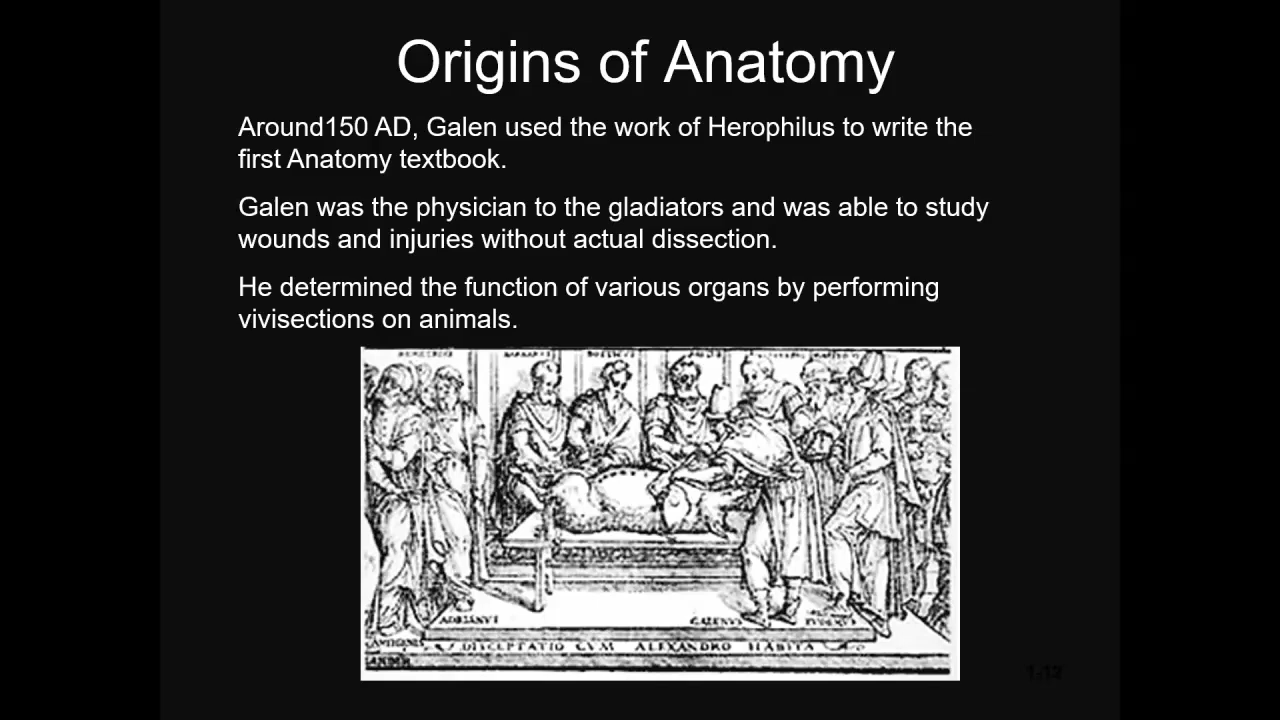 Origins of Anatomy
Around150 AD, Galen used the work of Herophilus to write the
first Anatomy textbook.
Galen was the physician to the gladiators and was able to study
wounds and injuries without actual dissection.
He determined the function of various organs by performing
vivisections on animals.
ADRIANVS
GALENVS
DISCEPTATIO CVM ALEXANDRO HABITA
1-12